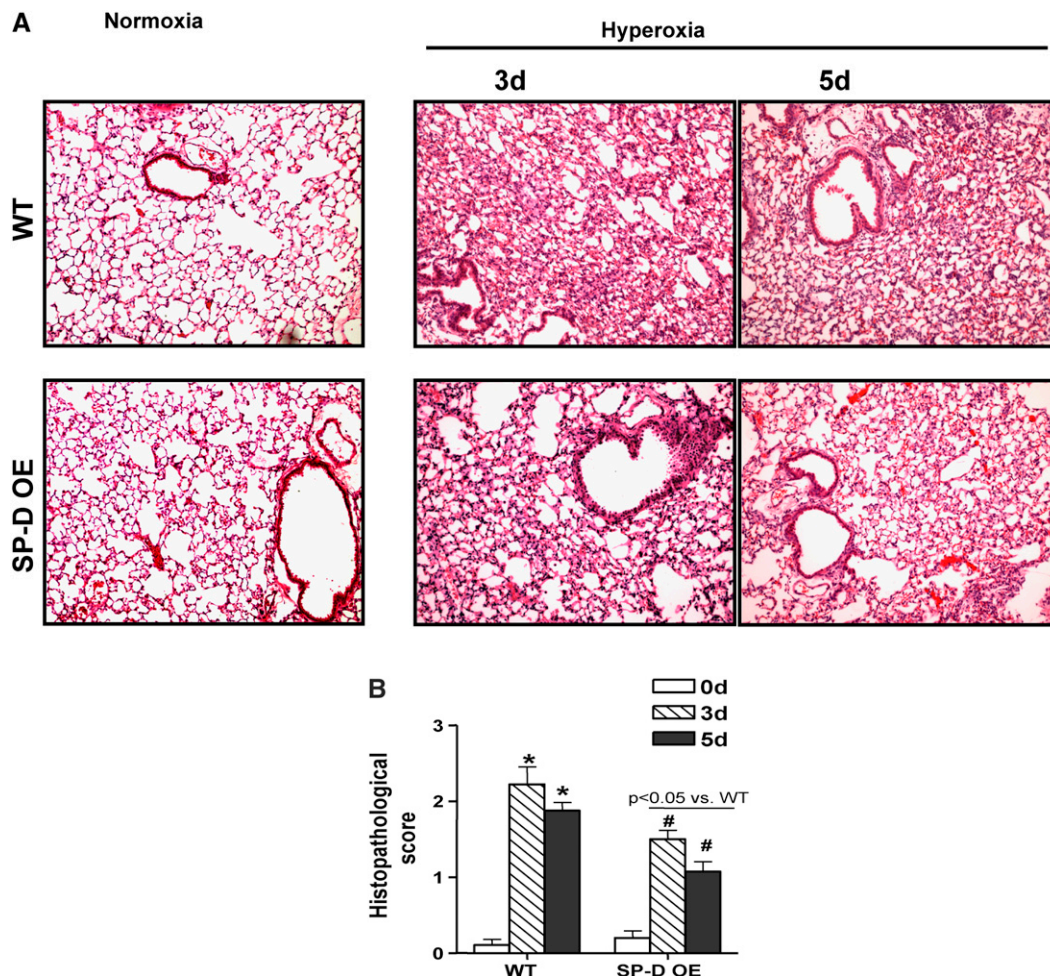 A
Normoxia
Hyperoxia
3d
5d
WT
SP-D OE
B
0d
3d
5d
3
2
1
0
Histopathological
score
*
*
p<0.05 vs. WT
#
#
WT
SP-D OE